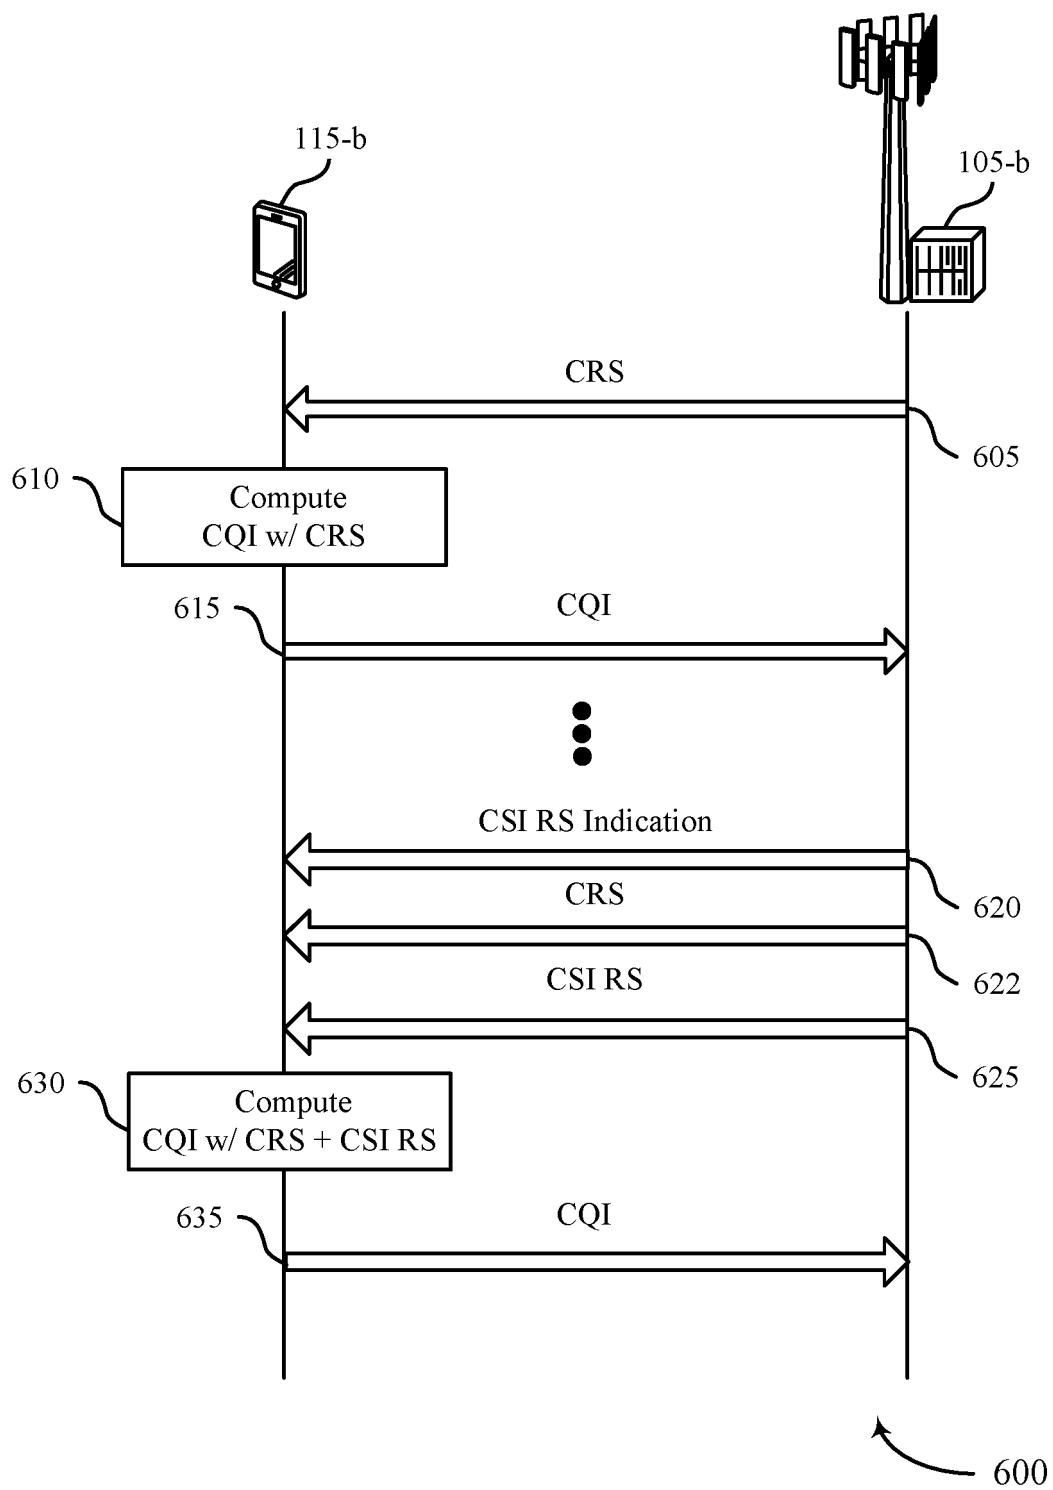 115-b
105-b
CRS
605
610
Compute
CQI w/ CRS
615
CQI
CSI RS Indication
620
CRS
622
CSI RS
625
630
Compute
CQI w/ CRS + CSI RS
635
CQI
600